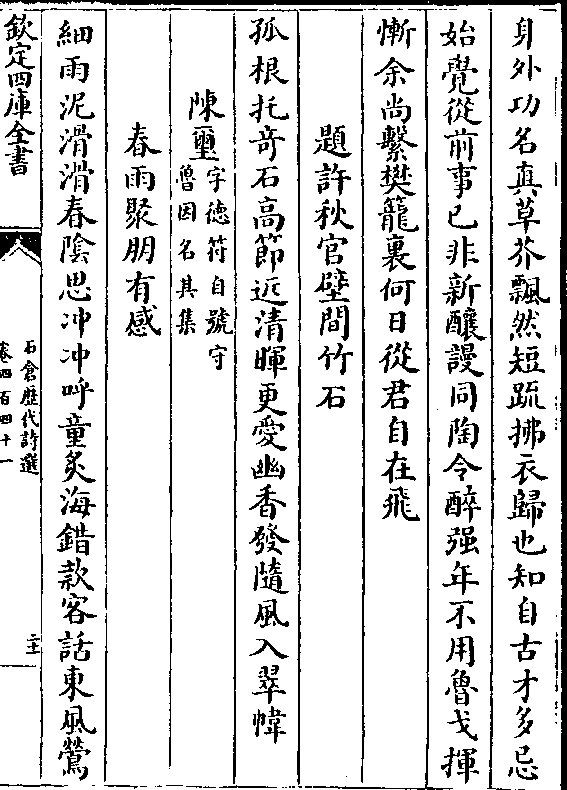 身外功名真草芥飄然短疏拂衣歸也知自古才多忌
始覺從前事已非新釀謾同陶令醉强年不用魯戈揮
慚余尚繫樊籠裏何日從君自在飛
題許秋官壁間竹石
孤根托奇石高節近清暉更愛幽香發隨風入翠幃
陳璽字德符自號守魯因名其集
春雨聚朋有感
細雨泥滑滑春陰思冲冲呼童炙海錯款客話東風鶯
欽定四庫全書
石倉歷代詩選
卷四百四十一
二十